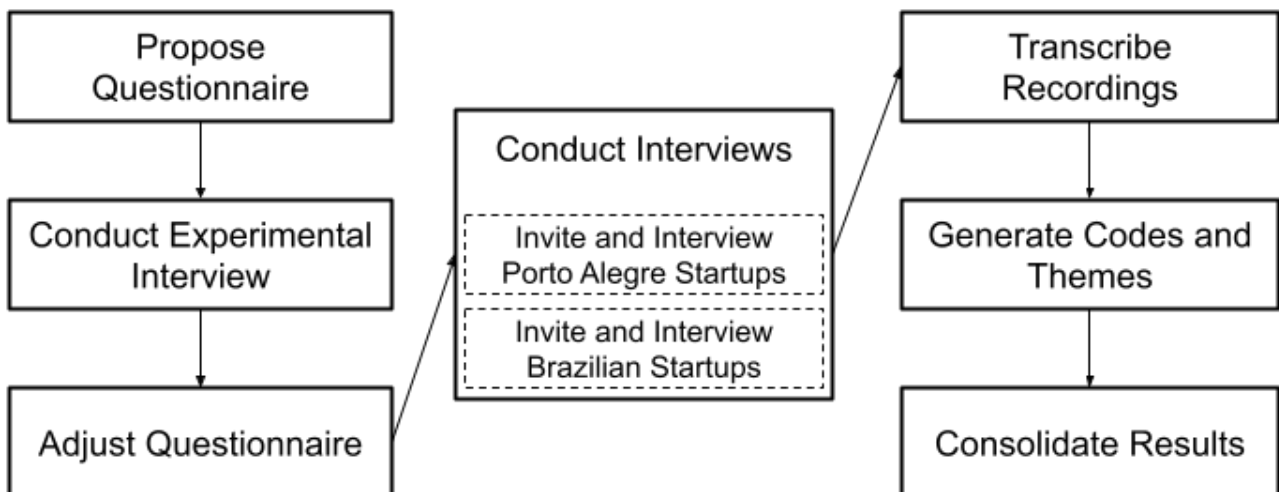 Propose
Questionnaire
Conduct Experimental
Interview
Adjust Questionnaire
Conduct Interviews
Invite and Interview
Porto Alegre Startups
Invite and Interview
Brazilian Startups
Transcribe
Recordings
Generate Codes and
Themes
Consolidate Results